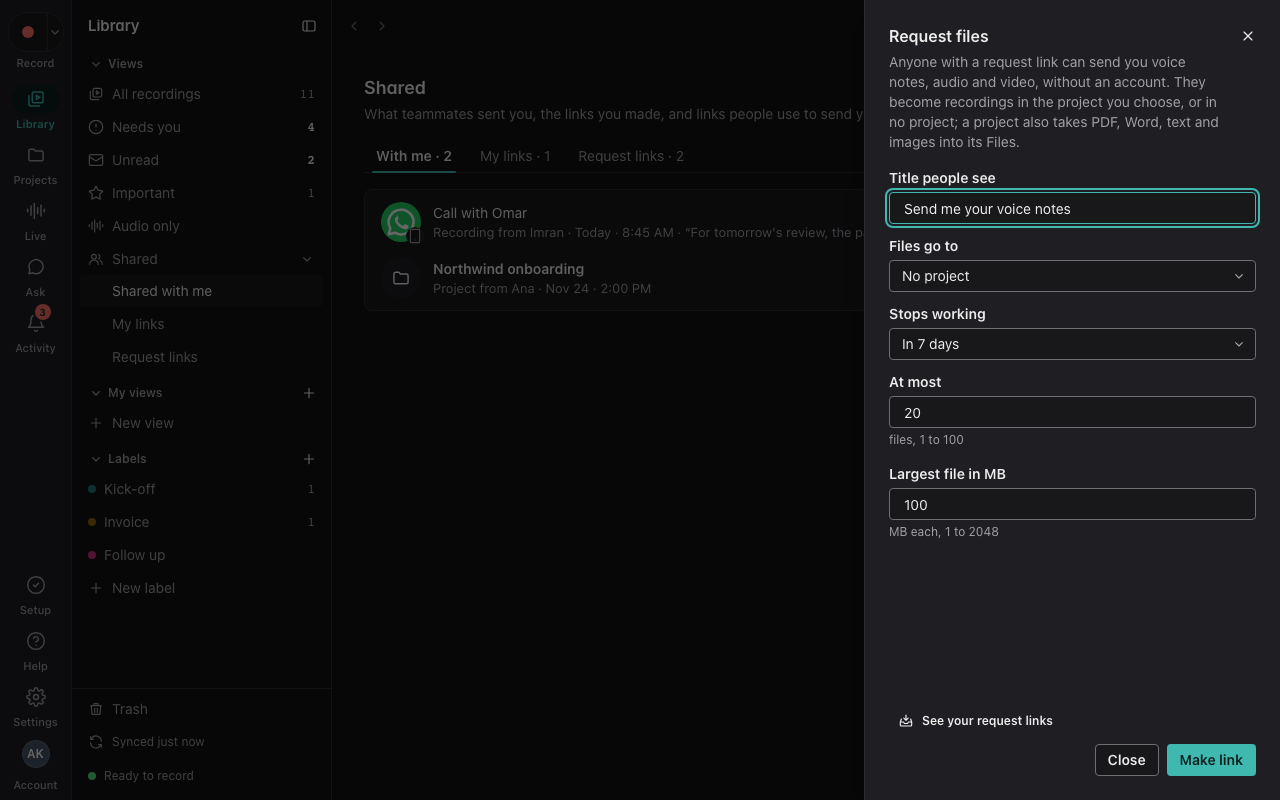 Record
Library
Projects
Live
Ask
3
Activity
Setup
Help
Settings
AK
Account
Library
Views
All recordings 11
Needs you 4
Unread 2
Important 1
Audio only
Shared
Shared with me
My links
Request links
My views
New view
Labels
Kick-off 1
Invoice 1
Follow up
New label
Trash
Synced just now
Ready to record
Shared
What teammates sent you, the links you made, and links people use to send y
With me · 2 My links · 1 Request links · 2
Call with Omar
Recording from Imran · Today · 8:45 AM · "For tomorrow's review, the pa
Northwind onboarding
Project from Ana · Nov 24 · 2:00 PM
Request files
Anyone with a request link can send you voice
notes, audio and video, without an account. They
become recordings in the project you choose, or in
no project; a project also takes PDF, Word, text and
images into its Files.
Title people see
Send me your voice notes
Files go to
No project
Stops working
In 7 days
At most
20
files, 1 to 100
Largest file in MB
100
MB each, 1 to 2048
See your request links
Close Make link